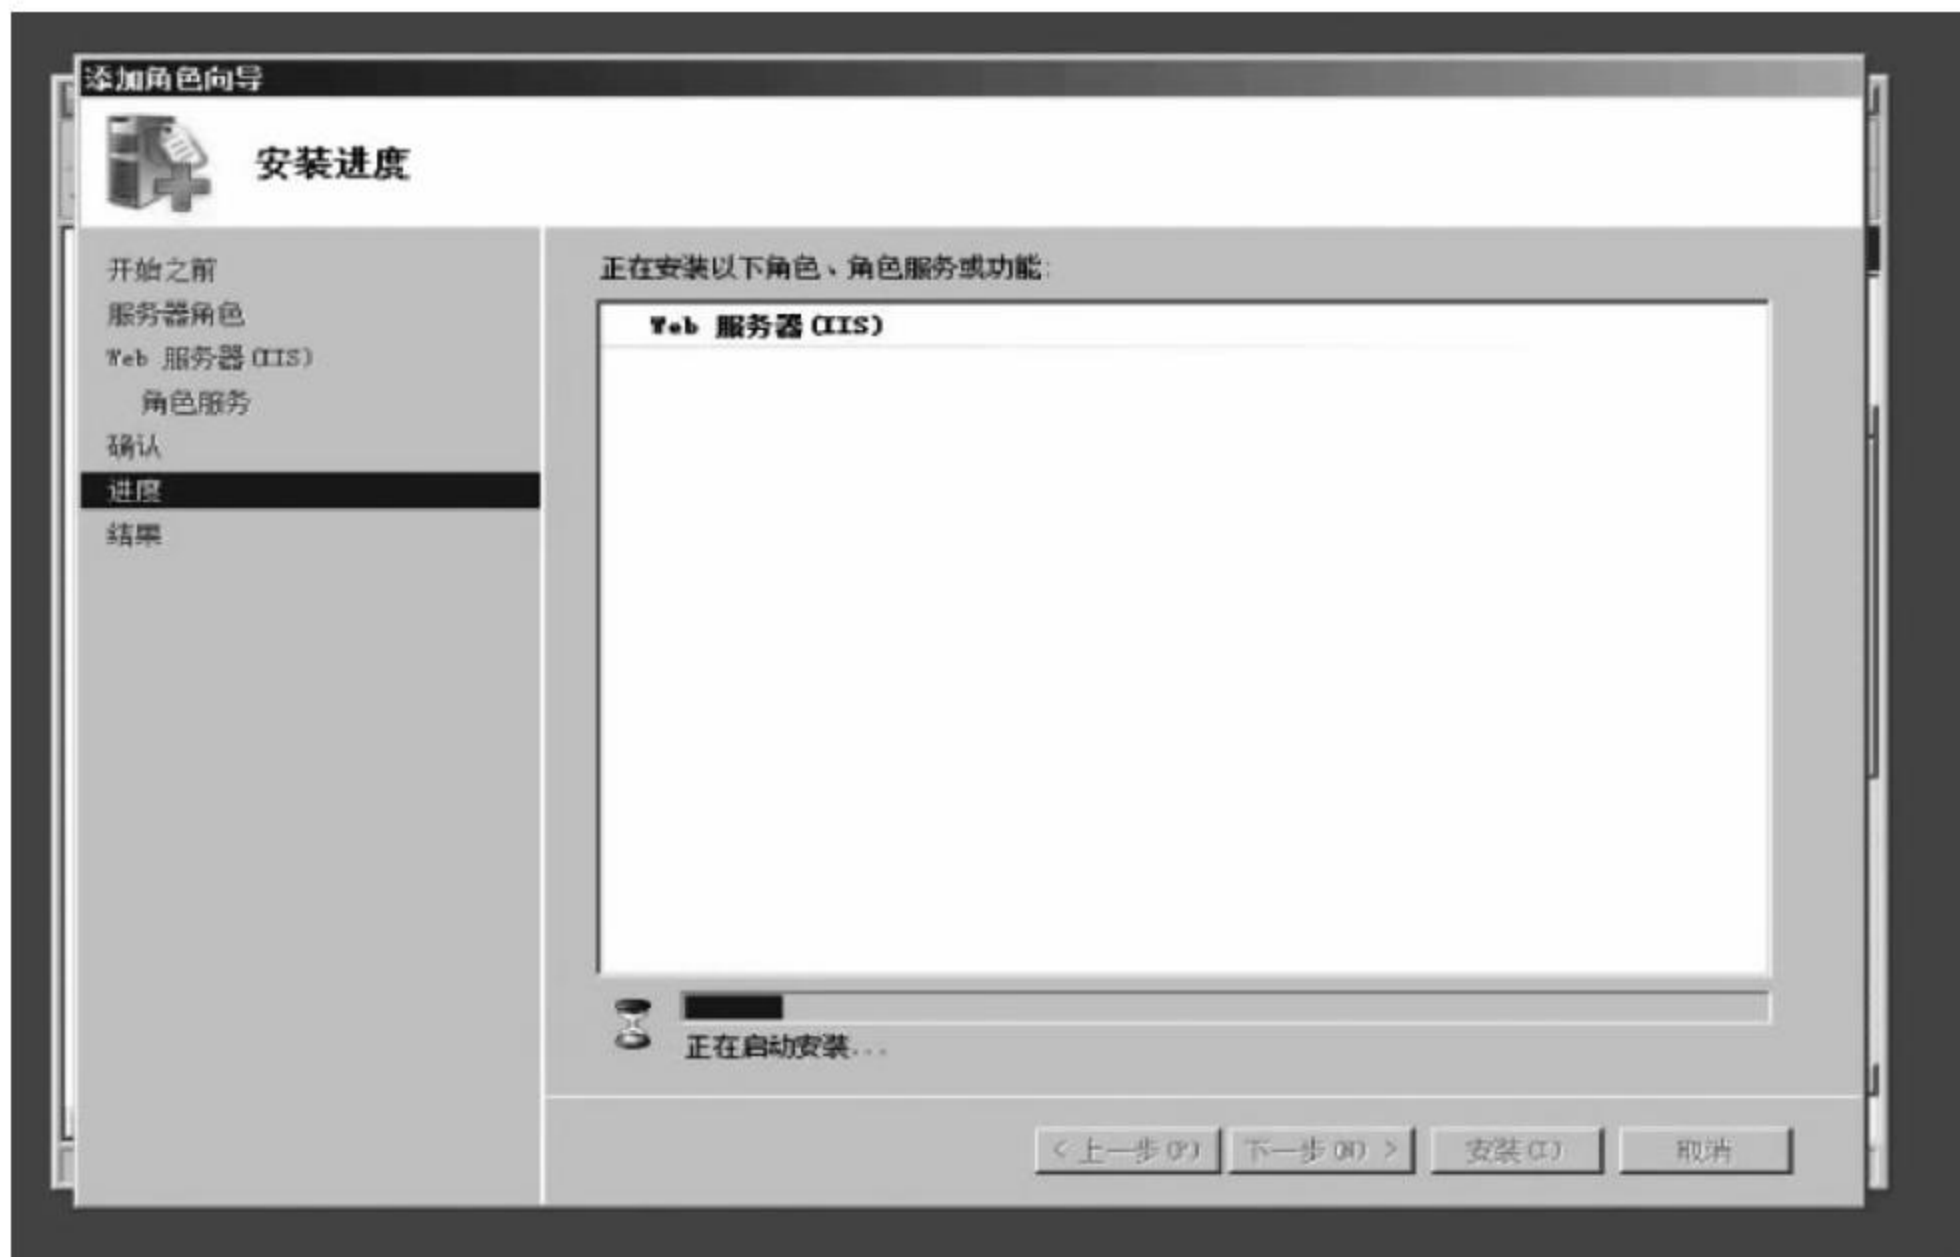 添加角色向导
安装进度
开始之前
服务器角色
Web 服务器(IIS)
角色服务
确认
进度
结果
正在安装以下角色、角色服务或功能:
Web 服务器(IIS)
正在启动安装...
< 上一步(P)
下一步(N) >
安装(I)
取消